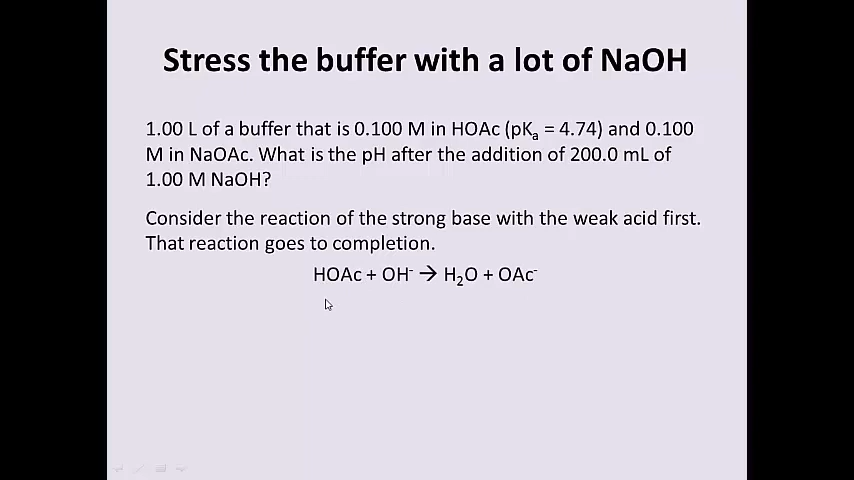 Stress the buffer with a lot of NaOH
1.00 L of a buffer that is 0.100 M in HOAc (pKₐ = 4.74) and 0.100
M in NaOAc. What is the pH after the addition of 200.0 mL of
1.00 M NaOH?
Consider the reaction of the strong base with the weak acid first.
That reaction goes to completion.
HOAc + OH⁻ → H₂O + OAc⁻